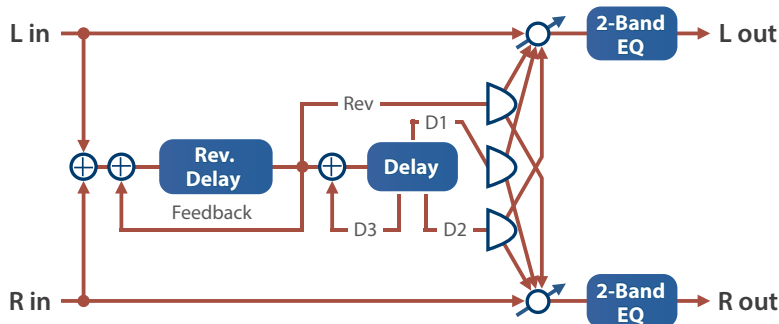 L in
2-Band
EQ
L out
Rev
D1
Rev.
Delay
Delay
Feedback
D3
D2
R in
2-Band
EQ
R out